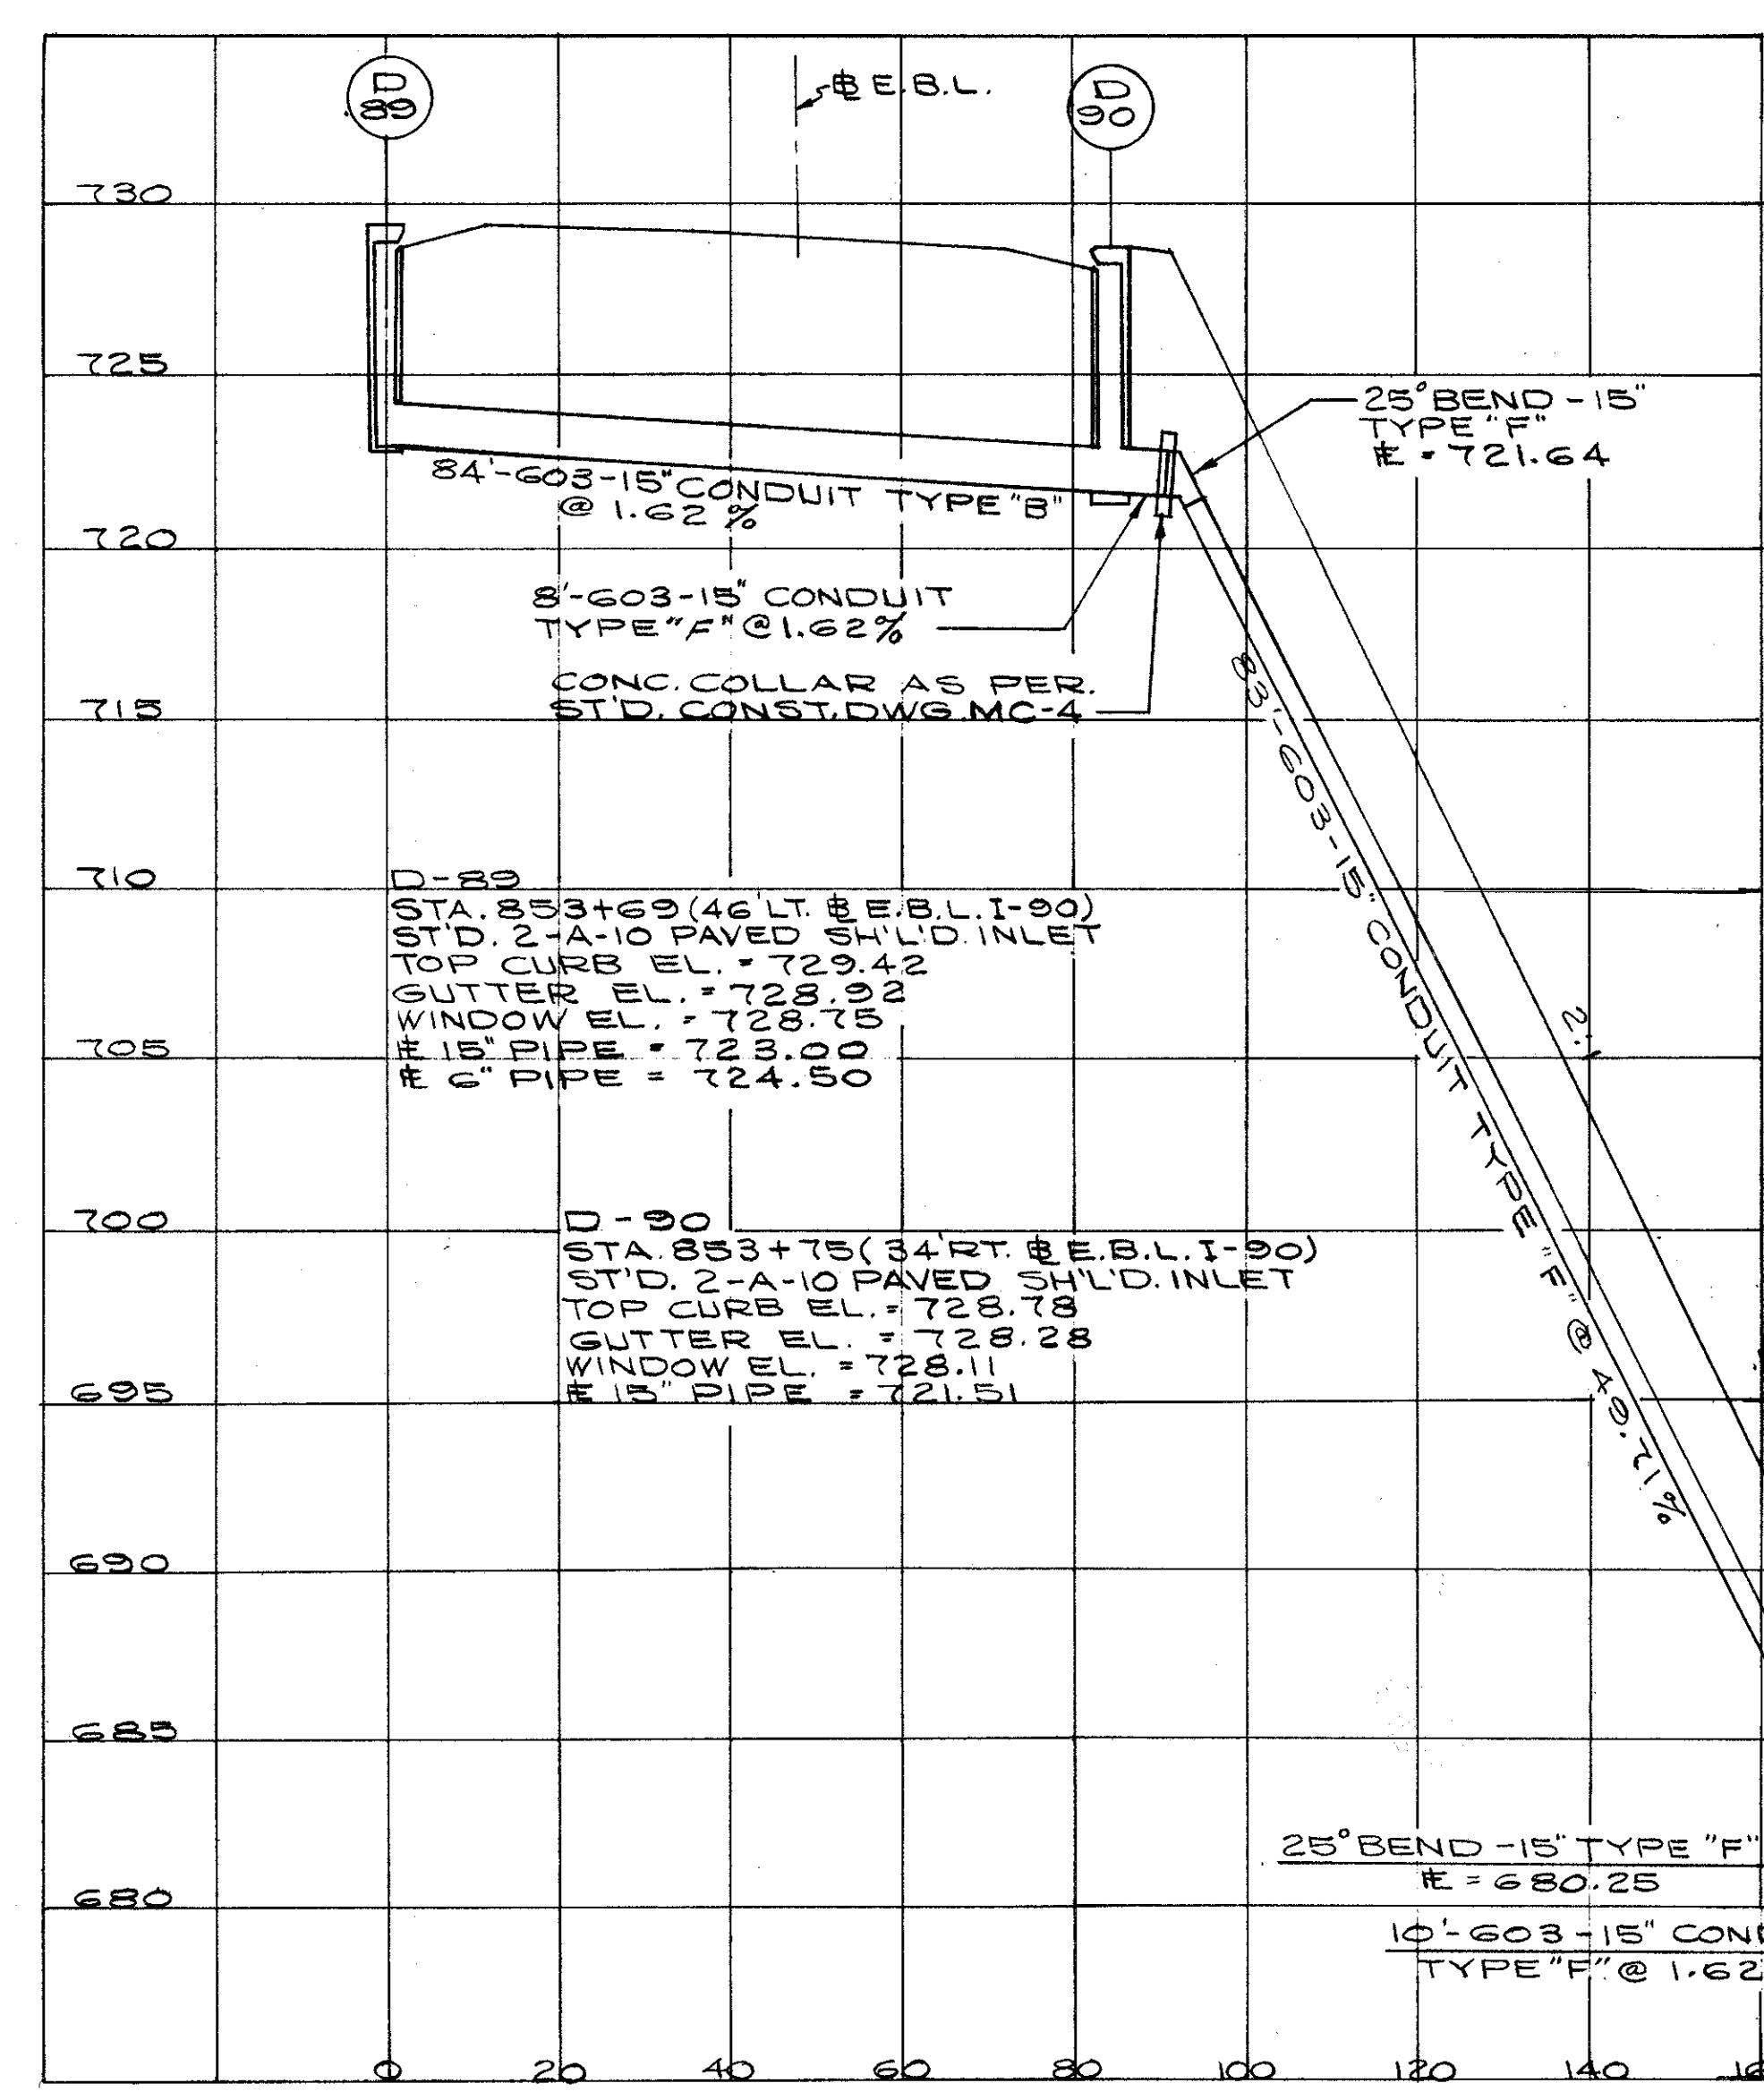 D
89
℄ E.B.L.
D
90
730
725
25° BEND - 15"
TYPE "F"
℄ = 721.64
84'-603-15" CONDUIT TYPE "B"
@ 1.62 %
720
8'-603-15" CONDUIT
TYPE "F" @ 1.62%
CONC. COLLAR AS PER.
ST'D. CONST. DWG. MC-4
715
83'-603-15" CONDUIT TYPE "F" @ 49.71%
2:1
710
D-89
STA. 853+69 (46' LT. ℄ E.B.L. I-90)
ST'D. 2-A-10 PAVED SH'L'D. INLET
TOP CURB EL. = 729.42
GUTTER EL. = 728.92
WINDOW EL. = 728.75
705
℄ 15" PIPE = 723.00
℄ 6" PIPE = 724.50
700
D-90
STA. 853+75 (34' RT. ℄ E.B.L. I-90)
ST'D. 2-A-10 PAVED SH'L'D. INLET
TOP CURB EL. = 728.78
GUTTER EL. = 728.28
WINDOW EL. = 728.11
695
℄ 15" PIPE = 721.51
690
685
25° BEND - 15" TYPE "F"
680
℄ = 680.25
10'-603-15" CON
TYPE "F" @ 1.62
0 20 40 60 80 100 120 140